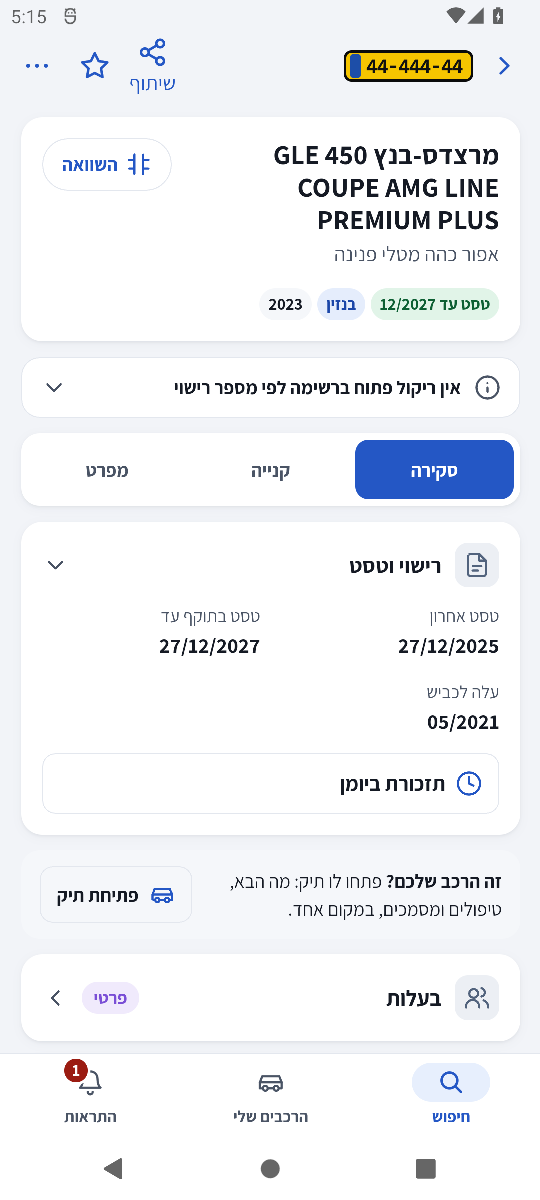 5:15
44-444-44
שיתוף
מרצדס-בנץ GLE 450
COUPE AMG LINE
PREMIUM PLUS
השוואה
אפור כהה מטלי פנינה
טסט עד 12/2027
בנזין
2023
אין ריקול פתוח ברשימה לפי מספר רישוי
סקירה
קנייה
מפרט
רישוי וטסט
טסט אחרון
טסט בתוקף עד
27/12/2025
27/12/2027
עלה לכביש
05/2021
תזכורת ביומן
זה הרכב שלכם? פתחו לו תיק: מה הבא,
טיפולים ומסמכים, במקום אחד.
פתיחת תיק
בעלות
פרטי
חיפוש
הרכבים שלי
1
התראות